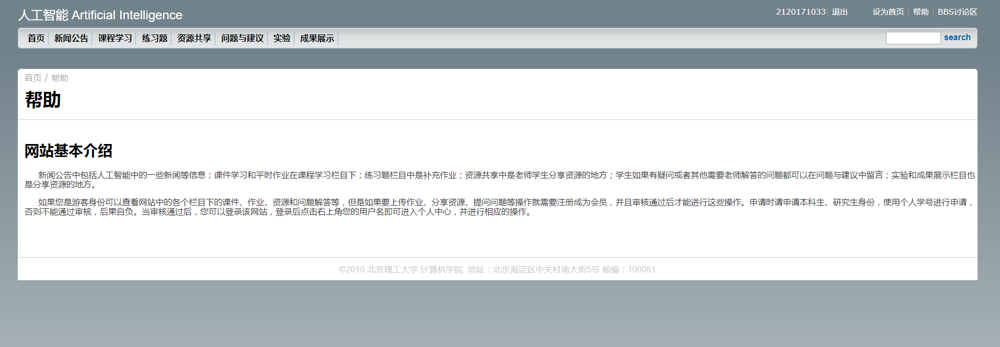 人工智能 Artificial Intelligence
2120171033 | 退出 设为首页 | 帮助 | BBS讨论区
首页 新闻公告 课程学习 练习题 资源共享 问题与建议 实验 成果展示 search
首页 / 帮助
帮助
网站基本介绍
新闻公告中包括人工智能中的一些新闻等信息；课件学习和平时作业在课程学习栏目下；练习题栏目中是补充作业；资源共享中是老师学生分享资源的地方；学生如果有疑问或者其他需要老师解答的问题都可以在问题与建议中留言；实验和成果展示栏目也
是分享资源的地方。
如果您是游客身份可以查看网站中的各个栏目下的课件、作业、资源和问题解答等，但是如果要上传作业、分享资源、提问问题等操作就需要注册成为会员，并且审核通过后才能进行这些操作。申请时请申请本科生、研究生身份，使用个人学号进行申请，
否则不能通过审核，后果自负。当审核通过后，您可以登录该网站，登录后点击右上角您的用户名即可进入个人中心，并进行相应的操作。
©2010 北京理工大学 计算机学院 地址：北京海淀区中关村南大街5号 邮编：100081